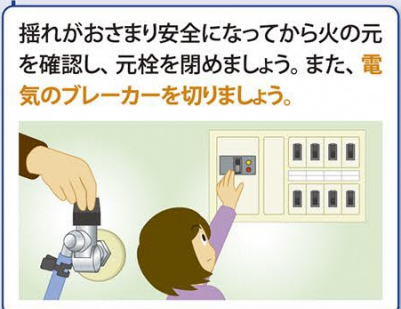 揺れがおさまり安全になってから火の元
を確認し、元栓を閉めましょう。また、電
気のブレーカーを切りましょう。